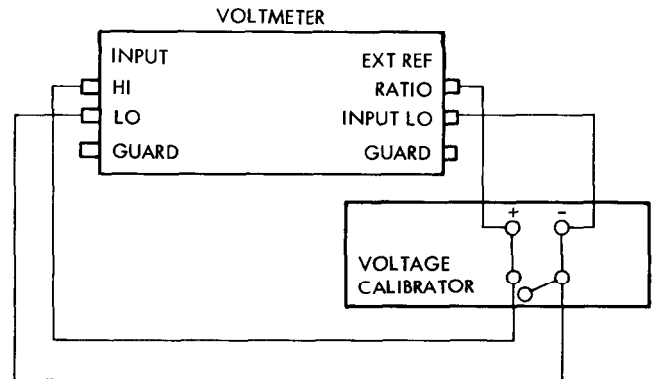 VOLTMETER
INPUT
HI
LO
GUARD
EXT REF
RATIO
INPUT LO
GUARD
+ -
VOLTAGE
CALIBRATOR